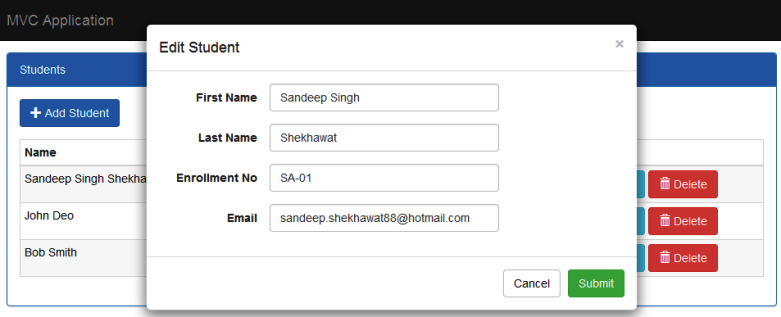 MVC Application
Edit Student
×
Students
First Name Sandeep Singh
Add Student
Last Name Shekhawat
Name
Enrollment No SA-01
Sandeep Singh Shekha
Delete
John Deo
Email sandeep.shekhawat88@hotmail.com
Delete
Bob Smith
Delete
Cancel Submit